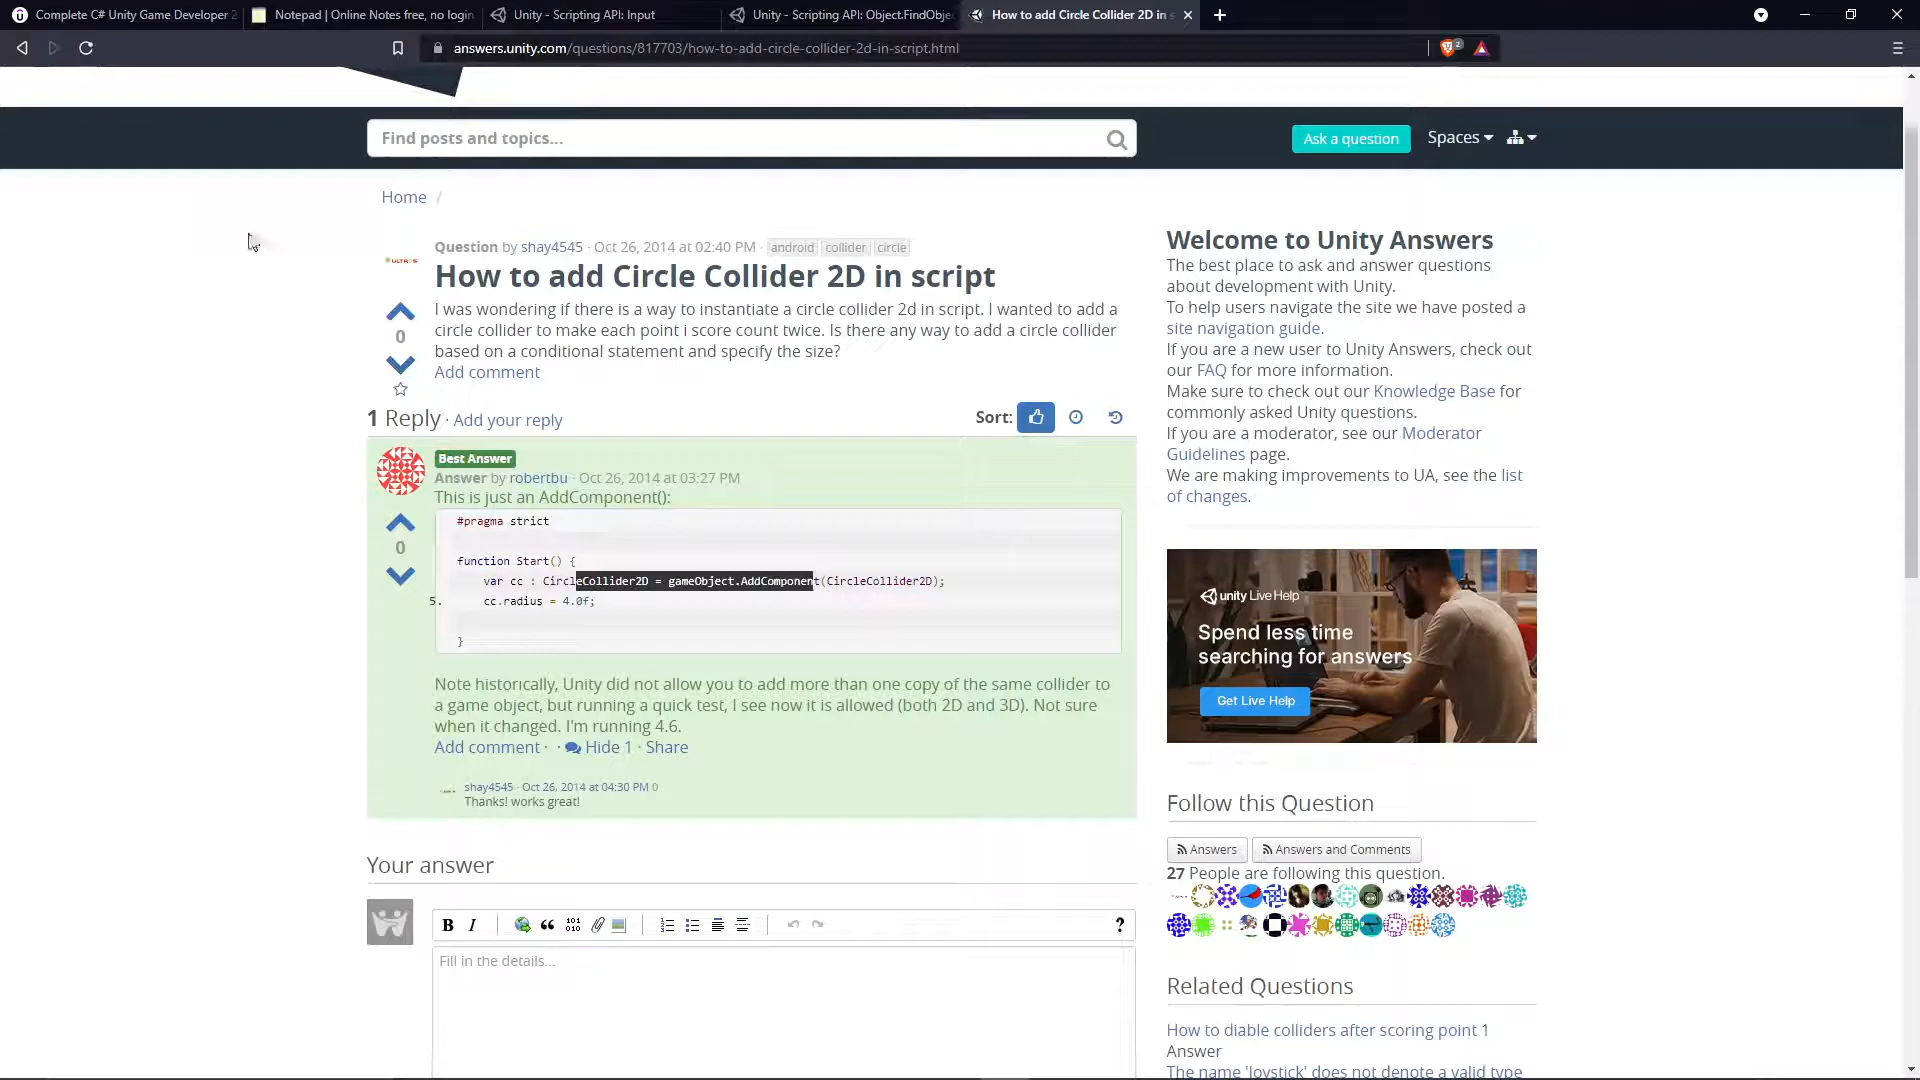 Complete C# Unity Game Developer 2
Notepad | Online Notes free, no login
Unity - Scripting API: Input
Unity - Scripting API: Object.FindObje
How to add Circle Collider 2D in s
answers.unity.com/questions/817703/how-to-add-circle-collider-2d-in-script.html
2
Find posts and topics...
Ask a question
Spaces
Home /
Question by shay4545 · Oct 26, 2014 at 02:40 PM · android collider circle
ULTROS
How to add Circle Collider 2D in script
I was wondering if there is a way to instantiate a circle collider 2d in script. I wanted to add a
circle collider to make each point i score count twice. Is there any way to add a circle collider
based on a conditional statement and specify the size?
0
Add comment
1 Reply · Add your reply
Sort:
Best Answer
Answer by robertbu · Oct 26, 2014 at 03:27 PM
This is just an AddComponent():
0
#pragma strict
function Start() {
var cc : CircleCollider2D = gameObject.AddComponent(CircleCollider2D);
5. cc.radius = 4.0f;
}
Note historically, Unity did not allow you to add more than one copy of the same collider to
a game object, but running a quick test, I see now it is allowed (both 2D and 3D). Not sure
when it changed. I'm running 4.6.
Add comment · · Hide 1 · Share
shay4545 · Oct 26, 2014 at 04:30 PM 0
Thanks! works great!
Your answer
B I 101 010 ?
Fill in the details...
Welcome to Unity Answers
The best place to ask and answer questions
about development with Unity.
To help users navigate the site we have posted a
site navigation guide.
If you are a new user to Unity Answers, check out
our FAQ for more information.
Make sure to check out our Knowledge Base for
commonly asked Unity questions.
If you are a moderator, see our Moderator
Guidelines page.
We are making improvements to UA, see the list
of changes.
unity Live Help
Spend less time
searching for answers
Get Live Help
Follow this Question
Answers
Answers and Comments
27 People are following this question.
Related Questions
How to diable colliders after scoring point 1
Answer
The name 'Joystick' does not denote a valid type